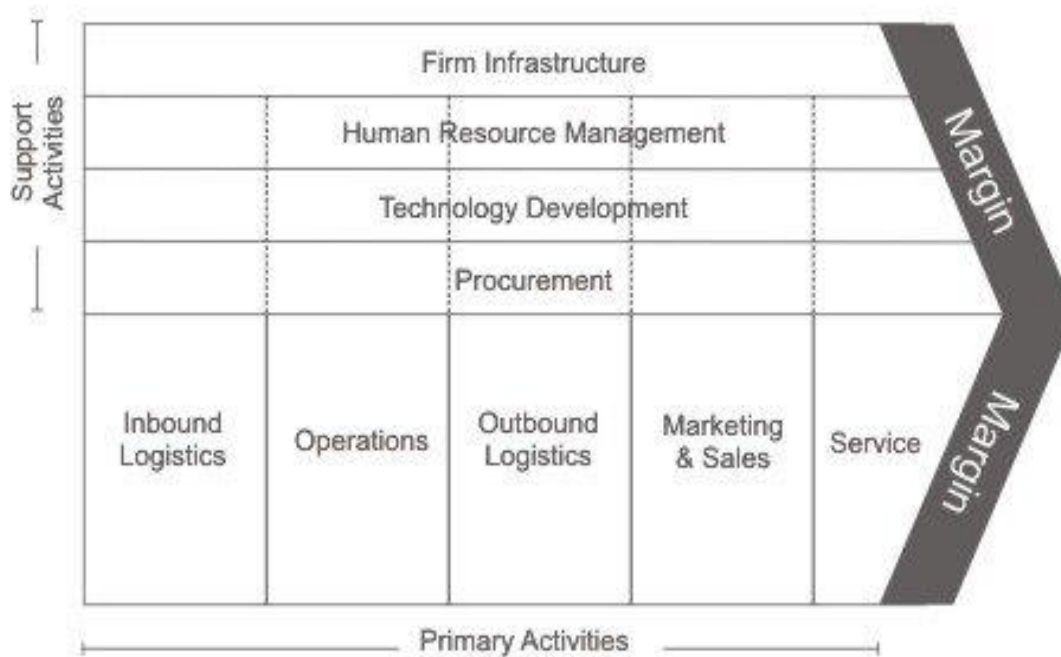 Support
Activities
Firm Infrastructure
Human Resource Management
Technology Development
Procurement
Margin
Inbound
Logistics
Operations
Outbound
Logistics
Marketing
& Sales
Service
Margin
Primary Activities